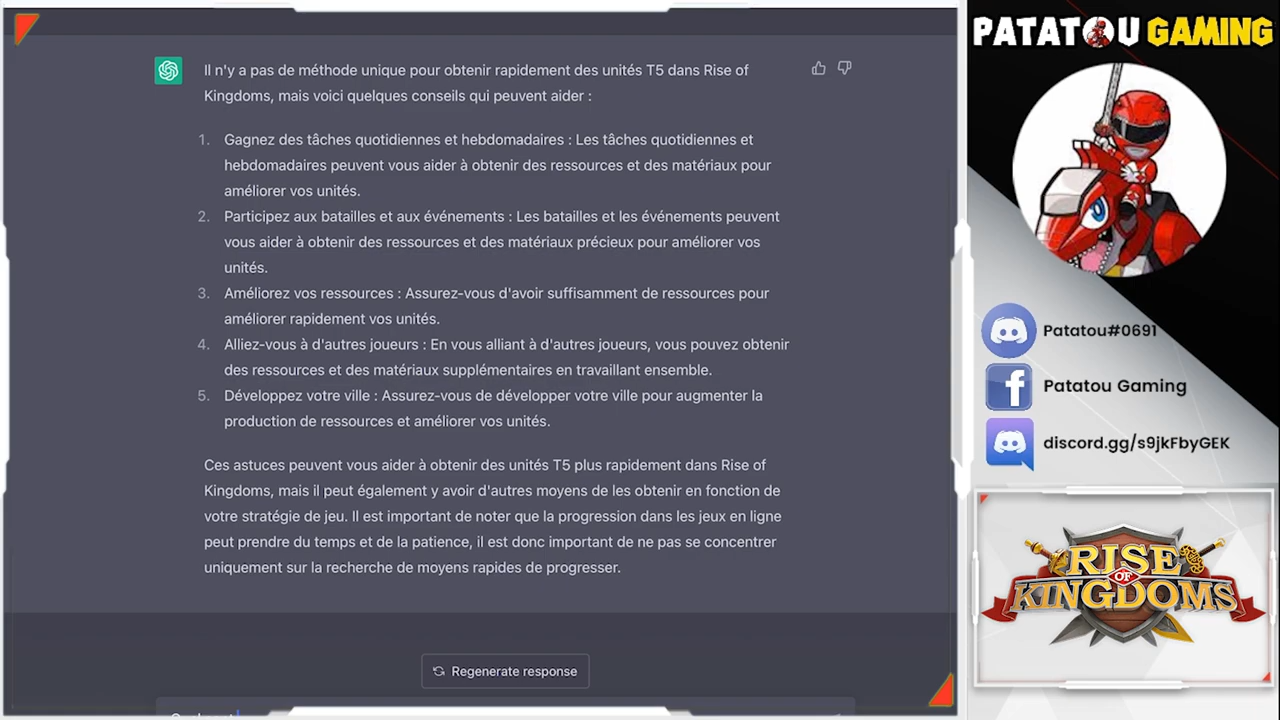 Il n'y a pas de méthode unique pour obtenir rapidement des unités T5 dans Rise of
Kingdoms, mais voici quelques conseils qui peuvent aider :
1. Gagnez des tâches quotidiennes et hebdomadaires : Les tâches quotidiennes et
hebdomadaires peuvent vous aider à obtenir des ressources et des matériaux pour
améliorer vos unités.
2. Participez aux batailles et aux événements : Les batailles et les événements peuvent
vous aider à obtenir des ressources et des matériaux précieux pour améliorer vos
unités.
3. Améliorez vos ressources : Assurez-vous d'avoir suffisamment de ressources pour
améliorer rapidement vos unités.
4. Alliez-vous à d'autres joueurs : En vous alliant à d'autres joueurs, vous pouvez obtenir
des ressources et des matériaux supplémentaires en travaillant ensemble.
5. Développez votre ville : Assurez-vous de développer votre ville pour augmenter la
production de ressources et améliorer vos unités.
Ces astuces peuvent vous aider à obtenir des unités T5 plus rapidement dans Rise of
Kingdoms, mais il peut également y avoir d'autres moyens de les obtenir en fonction de
votre stratégie de jeu. Il est important de noter que la progression dans les jeux en ligne
peut prendre du temps et de la patience, il est donc important de ne pas se concentrer
uniquement sur la recherche de moyens rapides de progresser.
Regenerate response
PATATOU GAMING
Patatou#0691
Patatou Gaming
discord.gg/s9jkFbyGEK
RISE
OF
KINGDOMS